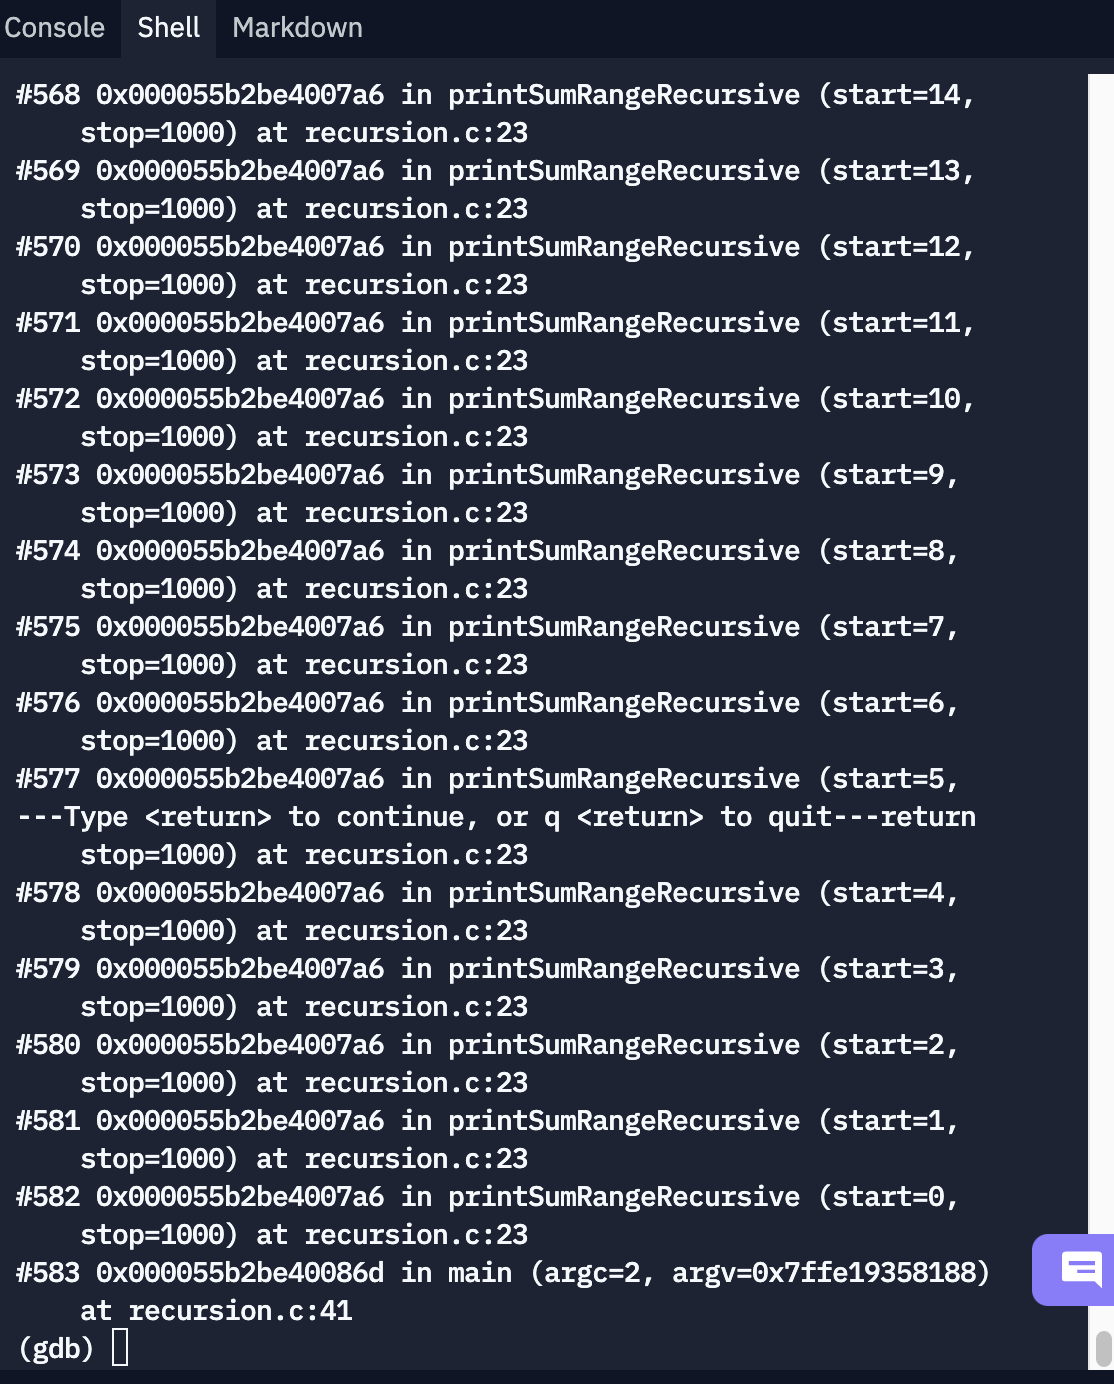 Console Shell Markdown
#568 0x000055b2be4007a6 in printSumRangeRecursive (start=14,
    stop=1000) at recursion.c:23
#569 0x000055b2be4007a6 in printSumRangeRecursive (start=13,
    stop=1000) at recursion.c:23
#570 0x000055b2be4007a6 in printSumRangeRecursive (start=12,
    stop=1000) at recursion.c:23
#571 0x000055b2be4007a6 in printSumRangeRecursive (start=11,
    stop=1000) at recursion.c:23
#572 0x000055b2be4007a6 in printSumRangeRecursive (start=10,
    stop=1000) at recursion.c:23
#573 0x000055b2be4007a6 in printSumRangeRecursive (start=9,
    stop=1000) at recursion.c:23
#574 0x000055b2be4007a6 in printSumRangeRecursive (start=8,
    stop=1000) at recursion.c:23
#575 0x000055b2be4007a6 in printSumRangeRecursive (start=7,
    stop=1000) at recursion.c:23
#576 0x000055b2be4007a6 in printSumRangeRecursive (start=6,
    stop=1000) at recursion.c:23
#577 0x000055b2be4007a6 in printSumRangeRecursive (start=5,
---Type <return> to continue, or q <return> to quit---return
    stop=1000) at recursion.c:23
#578 0x000055b2be4007a6 in printSumRangeRecursive (start=4,
    stop=1000) at recursion.c:23
#579 0x000055b2be4007a6 in printSumRangeRecursive (start=3,
    stop=1000) at recursion.c:23
#580 0x000055b2be4007a6 in printSumRangeRecursive (start=2,
    stop=1000) at recursion.c:23
#581 0x000055b2be4007a6 in printSumRangeRecursive (start=1,
    stop=1000) at recursion.c:23
#582 0x000055b2be4007a6 in printSumRangeRecursive (start=0,
    stop=1000) at recursion.c:23
#583 0x000055b2be40086d in main (argc=2, argv=0x7ffe19358188)
    at recursion.c:41
(gdb)